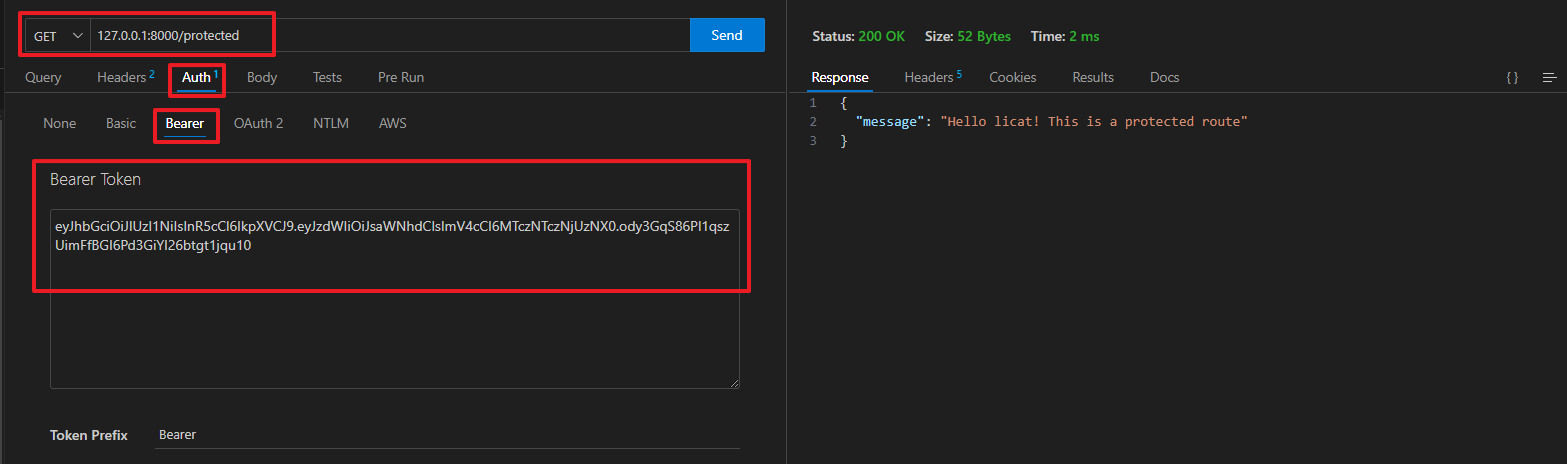 GET 127.0.0.1:8000/protected Send
Query Headers 2 Auth 1 Body Tests Pre Run
None Basic Bearer OAuth 2 NTLM AWS
Bearer Token
eyJhbGciOiJIUzI1NiIsInR5cCI6IkpXVCJ9.eyJzdWIiOiJsaWNhdCIsImV4cCI6MTczNTczNjUzNX0.ody3GqS86PI1qsz
UimFfBGI6Pd3GiYI26btgt1jqu10
Token Prefix Bearer
Status: 200 OK Size: 52 Bytes Time: 2 ms
Response Headers 5 Cookies Results Docs { }
1 {
2 "message": "Hello licat! This is a protected route"
3 }